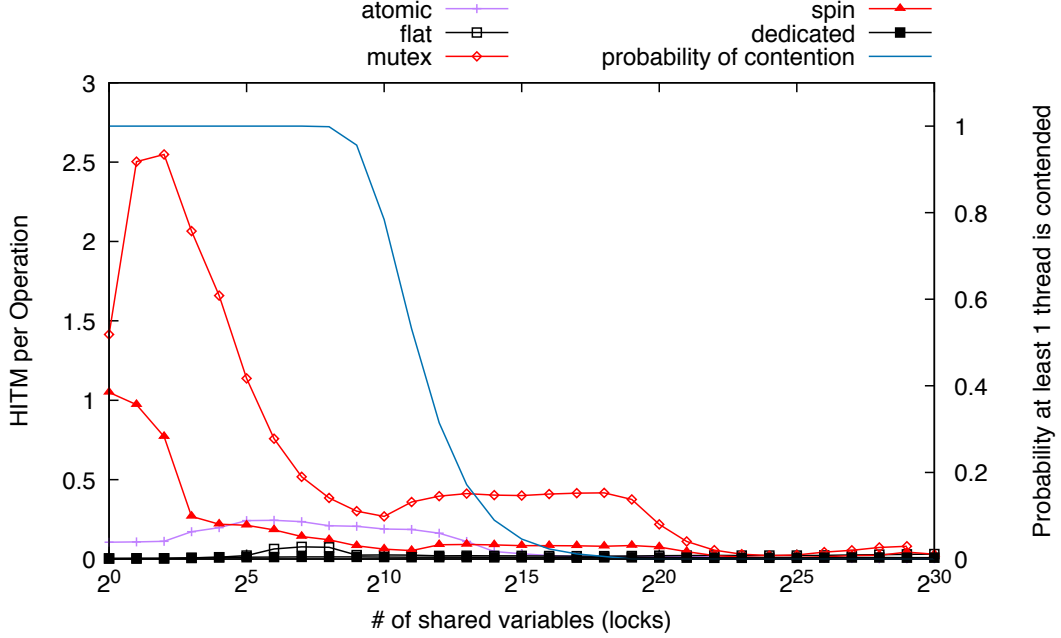 atomic
flat
mutex
spin
dedicated
probability of contention
3
2.5
2
1.5
1
0.5
0
HITM per Operation
1
0.8
0.6
0.4
0.2
0
Probability at least 1 thread is contended
2^0 2^5 2^10 2^15 2^20 2^25 2^30
# of shared variables (locks)